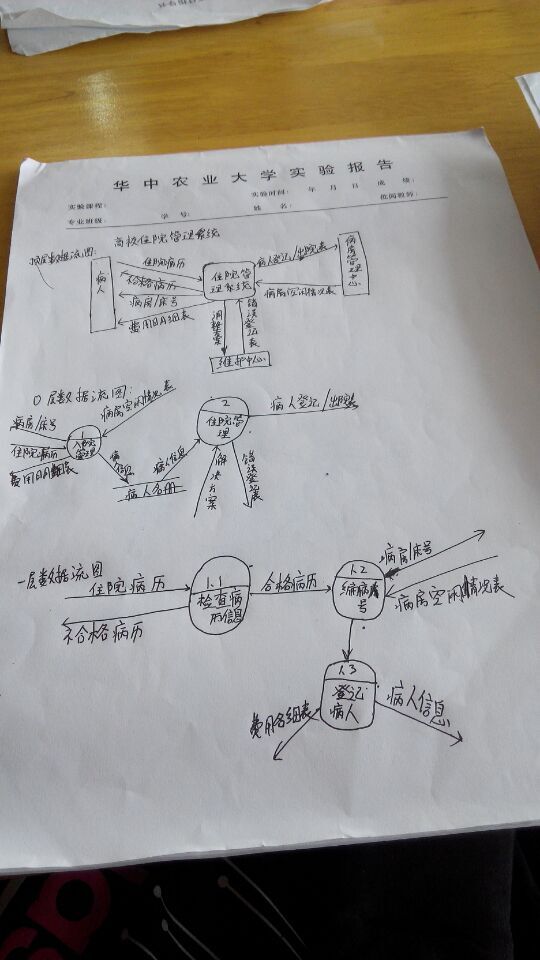 华中农业大学实验报告
实验课程: 实验时间: 年 月 日 成 绩:
专业班级: 学 号: 姓 名: 批阅教师:
高校住院管理系统
顶层数据流图:
病人
住院病历
不合格病历
病房/床号
费用明细表
住院管理系统
病人登记/出院表
病房空闲情况表
病房管理中心
调整方案
错误登记表
维护中心
0层数据流图:
病房空闲情况表
病房/床号
住院病历
费用明细表
1
入院管理
病人信息
病人名册
病人信息
2
住院管理
病人登记/出院表
解决方案
错误登记表
一层数据流图
住院病历
不合格病历
1.1
检查病历信息
合格病历
1.2
编病床号
病房/床号
病房空闲情况表
1.3
登记病人
费用名细表
病人信息